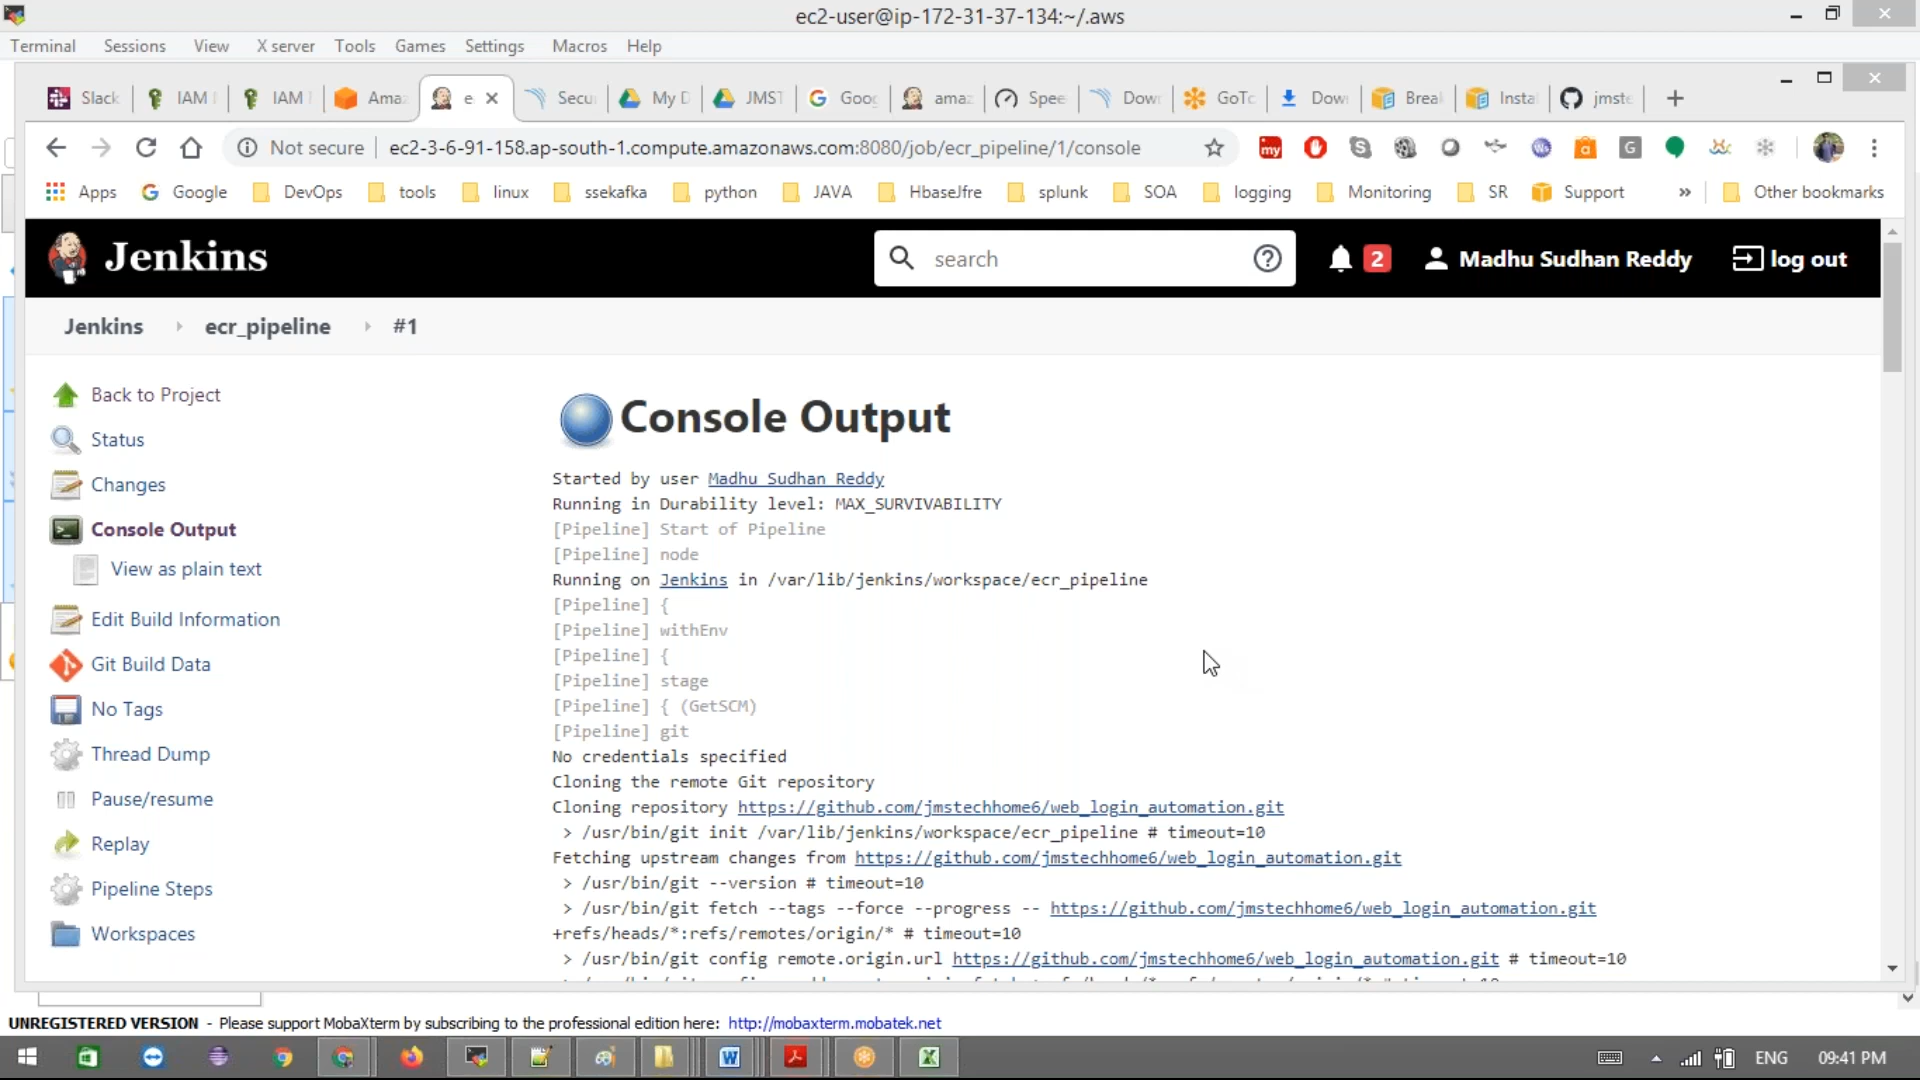 ec2-user@ip-172-31-37-134:~/.aws
Terminal Sessions View X server Tools Games Settings Macros Help
Slack IAM IAM Amaz e Secu My D JMST Goog amaz Spee Dow GoTo Dow Brea Insta jmste
Not secure ec2-3-6-91-158.ap-south-1.compute.amazonaws.com:8080/job/ecr_pipeline/1/console
Apps Google DevOps tools linux ssekafka python JAVA HbaseJfre splunk SOA logging Monitoring SR Support » Other bookmarks
Jenkins search 2 Madhu Sudhan Reddy log out
Jenkins ecr_pipeline #1
Back to Project
Status
Changes
Console Output
View as plain text
Edit Build Information
Git Build Data
No Tags
Thread Dump
Pause/resume
Replay
Pipeline Steps
Workspaces
Console Output
Started by user Madhu Sudhan Reddy
Running in Durability level: MAX_SURVIVABILITY
[Pipeline] Start of Pipeline
[Pipeline] node
Running on Jenkins in /var/lib/jenkins/workspace/ecr_pipeline
[Pipeline] {
[Pipeline] withEnv
[Pipeline] {
[Pipeline] stage
[Pipeline] { (GetSCM)
[Pipeline] git
No credentials specified
Cloning the remote Git repository
Cloning repository https://github.com/jmstechhome6/web_login_automation.git
> /usr/bin/git init /var/lib/jenkins/workspace/ecr_pipeline # timeout=10
Fetching upstream changes from https://github.com/jmstechhome6/web_login_automation.git
> /usr/bin/git --version # timeout=10
> /usr/bin/git fetch --tags --force --progress -- https://github.com/jmstechhome6/web_login_automation.git
+refs/heads/*:refs/remotes/origin/* # timeout=10
> /usr/bin/git config remote.origin.url https://github.com/jmstechhome6/web_login_automation.git # timeout=10
UNREGISTERED VERSION - Please support MobaXterm by subscribing to the professional edition here: http://mobaxterm.mobatek.net
ENG 09:41 PM